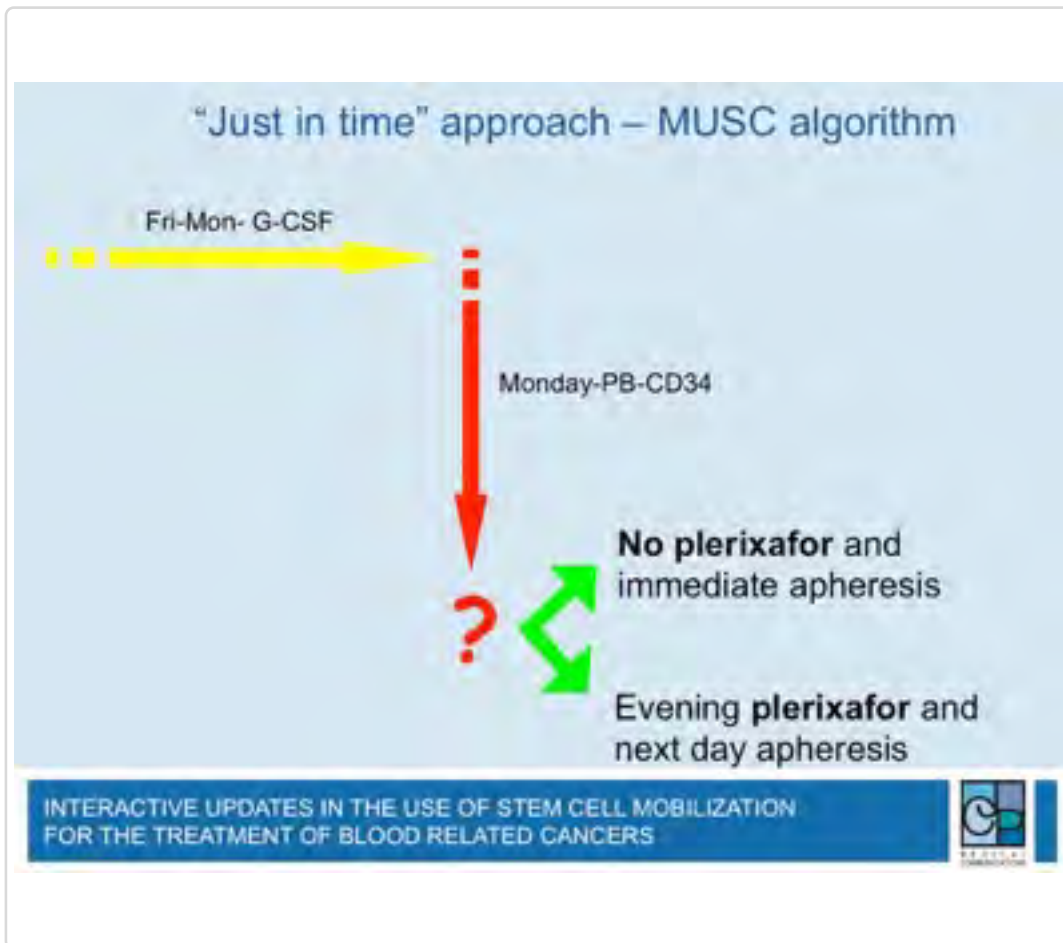 “Just in time” approach – MUSC algorithm
Fri-Mon- G-CSF
Monday-PB-CD34
?
No plerixafor and
immediate apheresis
Evening plerixafor and
next day apheresis
INTERACTIVE UPDATES IN THE USE OF STEM CELL MOBILIZATION
FOR THE TREATMENT OF BLOOD RELATED CANCERS